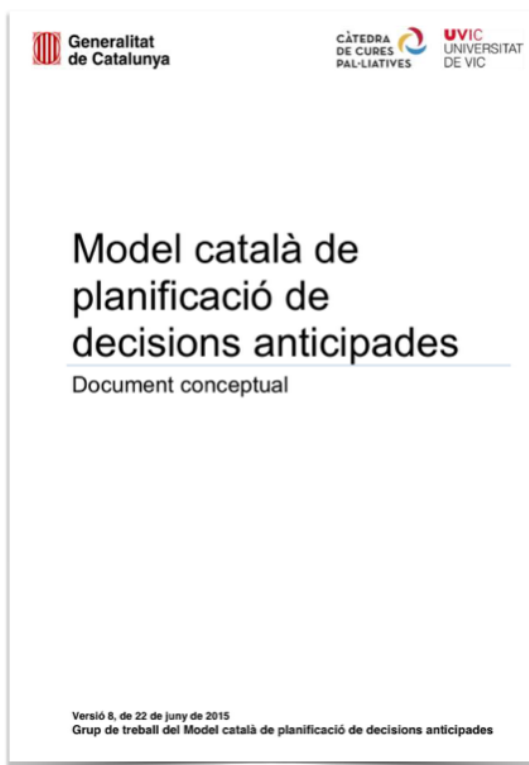 Generalitat
de Catalunya
CÀTEDRA
DE CURES
PAL·LIATIVES
UVIC
UNIVERSITAT
DE VIC
Model català de
planificació de
decisions anticipades
Document conceptual
Versió 8, de 22 de juny de 2015
Grup de treball del Model català de planificació de decisions anticipades